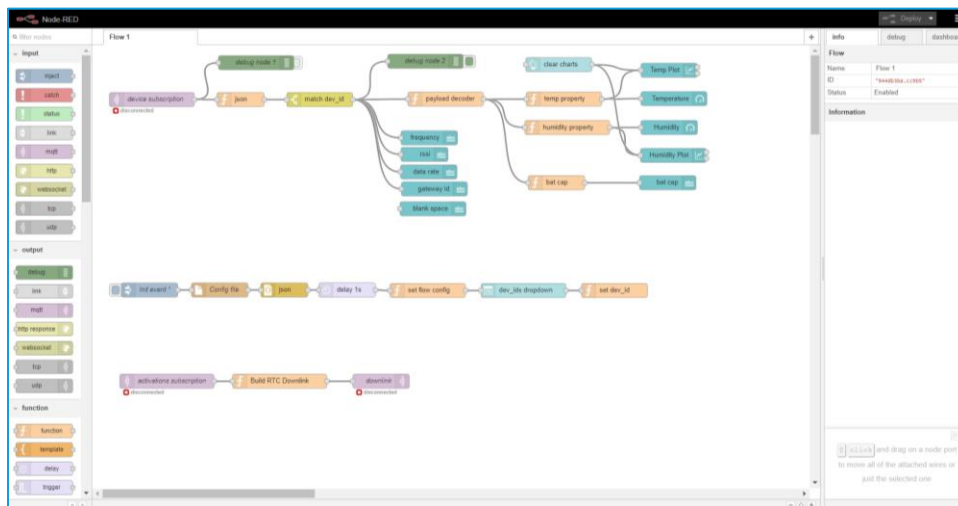 Node-RED
Deploy
filter nodes
Flow 1
info
debug
dashboa
input
inject
catch
status
link
mqtt
http
websocket
tcp
udp
output
debug
link
mqtt
http response
websocket
tcp
udp
function
function
template
delay
trigger
debug node 1
debug node 2
clear charts
Temp Plot
device subscription
json
match dev_id
payload decoder
temp property
Temperature
disconnected
frequency
humidity property
Humidity
rssi
data rate
Humidity Plot
gateway id
bat cap
bat cap
blank space
Init event ¹
Config file
json
delay 1s
set flow config
dev_ids dropdown
set dev_id
activations subscription
Build RTC Downlink
downlink
disconnected
disconnected
Flow
Name
Flow 1
ID
Status
Enabled
Information
and drag on a node port
to move all of the attached wires or
just the selected one